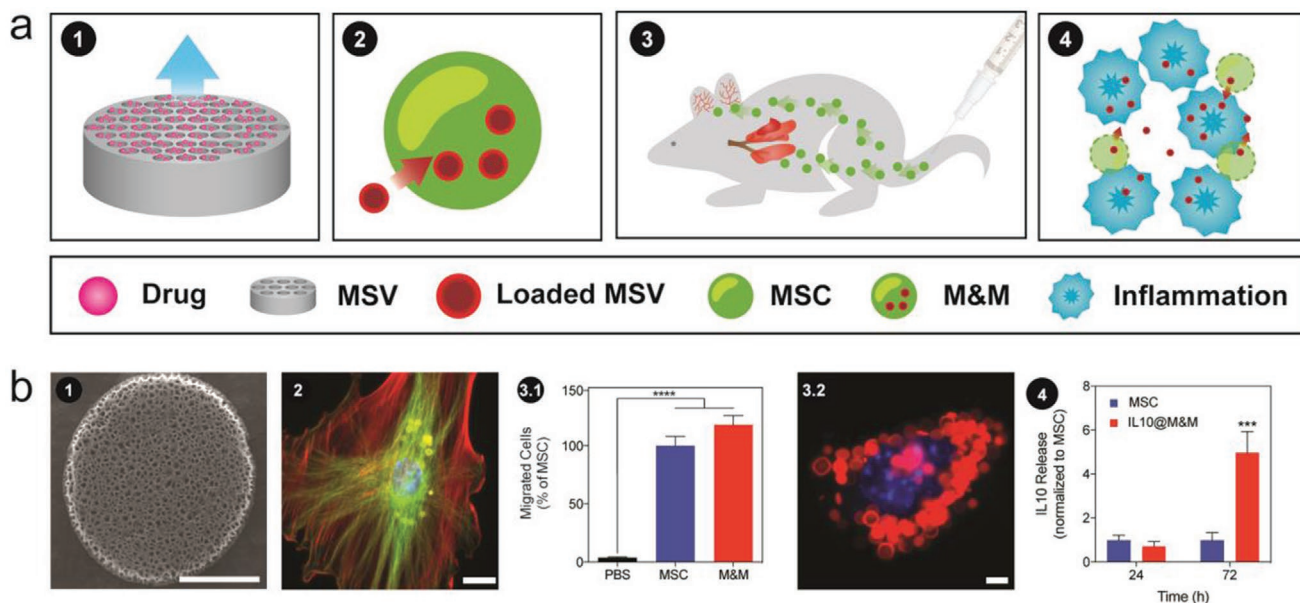 a
1
2
3
4
Drug
MSV
Loaded MSV
MSC
M&M
Inflammation
b
1
2
3.1
Migrated Cells
(% of MSC)
150
100
50
0
****
PBS
MSC
M&M
3.2
4
IL10 Release
(normalized to MSC)
8
6
4
2
0
MSC
IL10@M&M
***
24
72
Time (h)